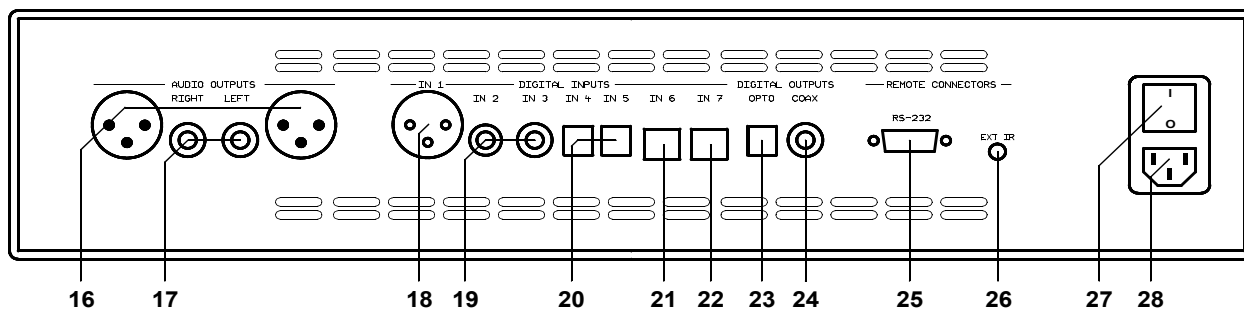 AUDIO OUTPUTS
RIGHT LEFT
IN 1
DIGITAL INPUTS
IN 2 IN 3 IN 4 IN 5 IN 6 IN 7
DIGITAL OUTPUTS
OPTO COAX
REMOTE CONNECTORS
RS-232
EXT IR
I
O
16 17 18 19 20 21 22 23 24 25 26 27 28